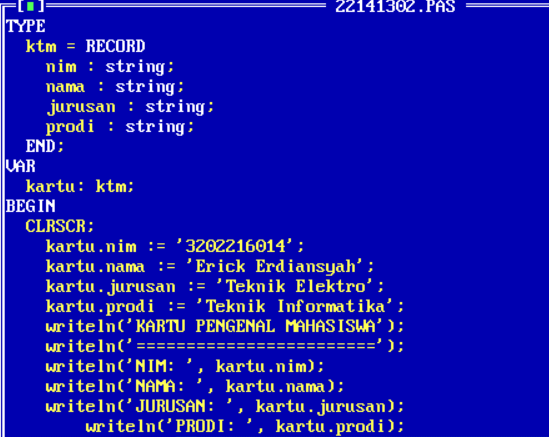 [■] 22141302.PAS
TYPE
  ktm = RECORD
    nim : string;
    nama : string;
    jurusan : string;
    prodi : string;
  END;
VAR
  kartu: ktm;
BEGIN
  CLRSCR;
    kartu.nim := '3202216014';
    kartu.nama := 'Erick Erdiansyah';
    kartu.jurusan := 'Teknik Elektro';
    kartu.prodi := 'Teknik Informatika';
    writeln('KARTU PENGENAL MAHASISWA');
    writeln('========================');
    writeln('NIM: ', kartu.nim);
    writeln('NAMA: ', kartu.nama);
    writeln('JURUSAN: ', kartu.jurusan);
        writeln('PRODI: ', kartu.prodi);